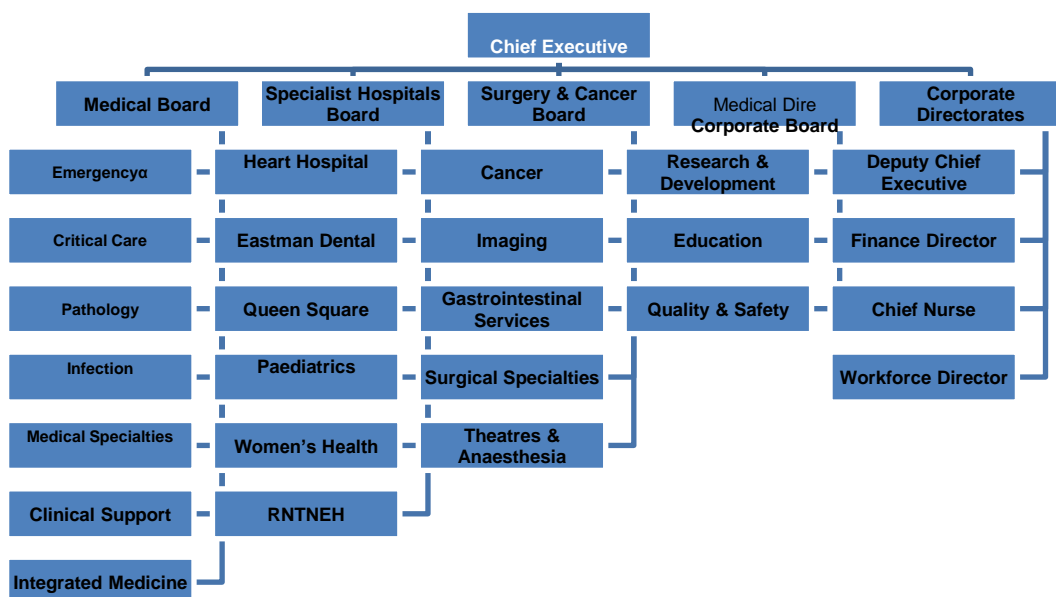 Chief Executive
Medical Board
Specialist Hospitals
Board
Surgery & Cancer
Board
Medical Dire
Corporate Board
Corporate
Directorates
Emergencyα
Heart Hospital
Cancer
Research &
Development
Deputy Chief
Executive
Critical Care
Eastman Dental
Imaging
Education
Finance Director
Pathology
Queen Square
Gastrointestinal
Services
Quality & Safety
Chief Nurse
Infection
Paediatrics
Surgical Specialties
Workforce Director
Medical Specialties
Women’s Health
Theatres &
Anaesthesia
Clinical Support
RNTNEH
Integrated Medicine